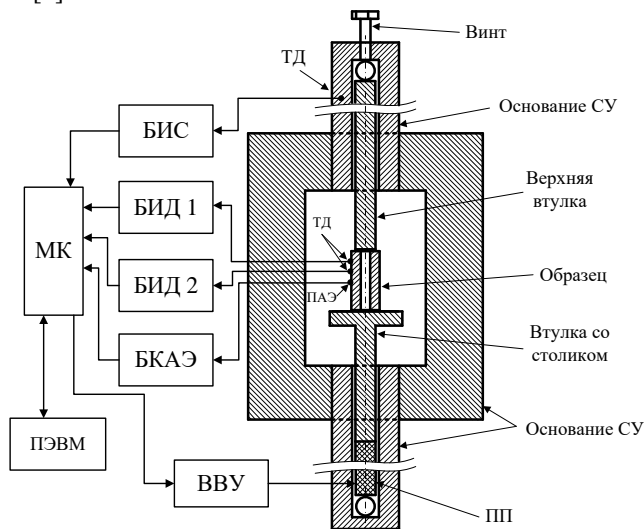 Винт
ТД
Основание СУ
БИС
Верхняя
втулка
БИД 1
МК
ТД
БИД 2
Образец
ПАЭ
БКАЭ
Втулка со
столиком
ПЭВМ
Основание СУ
ВВУ
ПП